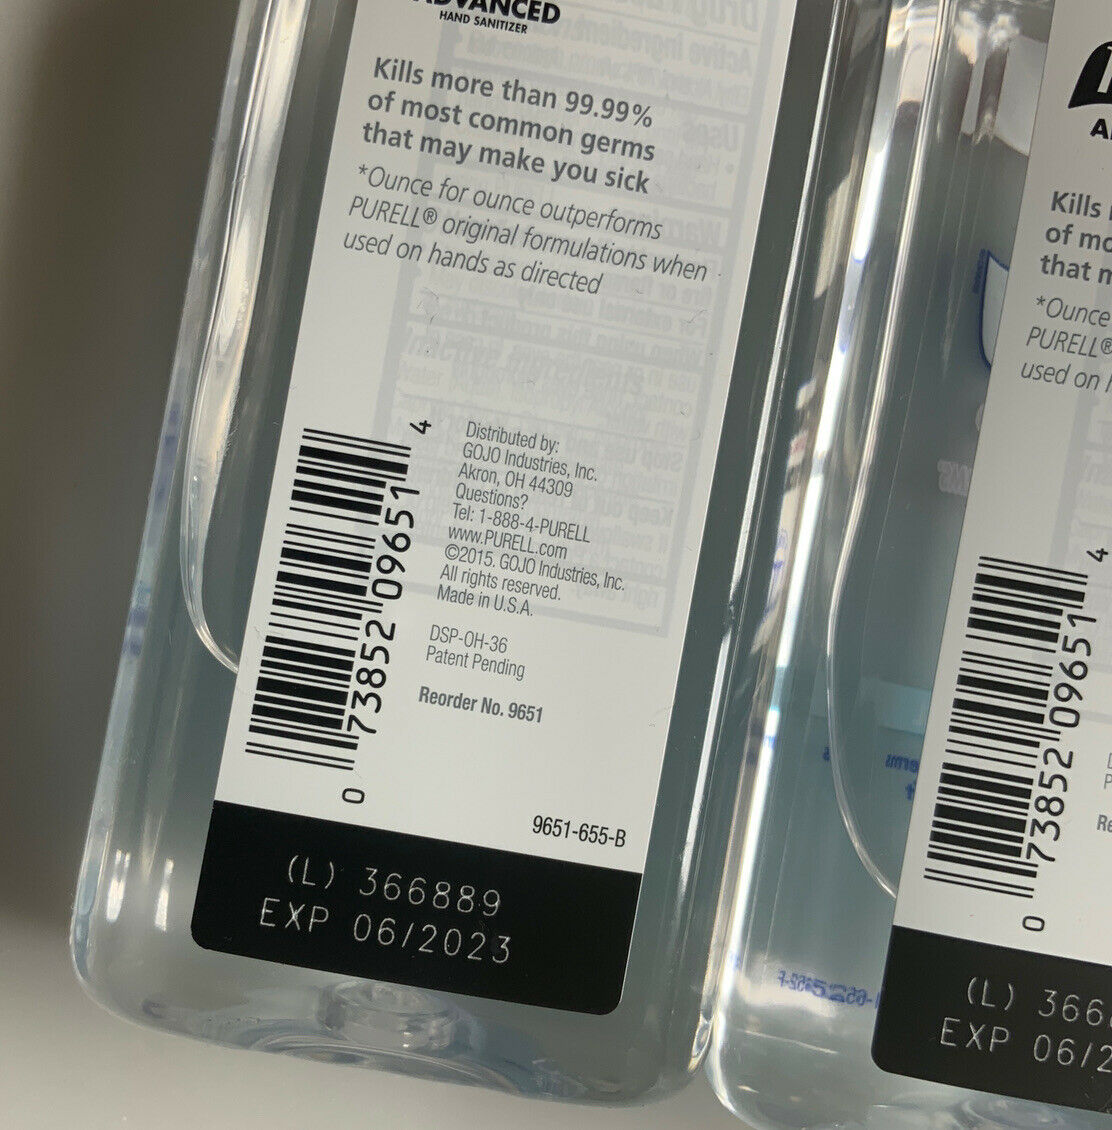 ADVANCED
HAND SANITIZER
Kills more than 99.99%
of most common germs
that may make you sick
*Ounce for ounce outperforms
PURELL® original formulations when
used on hands as directed
Distributed by:
GOJO Industries, Inc.
Akron, OH 44309
Questions?
Tel: 1-888-4-PURELL
www.PURELL.com
©2015. GOJO Industries, Inc.
All rights reserved.
Made in U.S.A.
DSP-OH-36
Patent Pending
Reorder No. 9651
0 73852 09651 4
9651-655-B
(L) 366889
EXP 06/2023
Kills
of mo
that m
*Ounce
PURELL®
used on h
0 73852 09651 4
Re
(L) 366
EXP 06/2